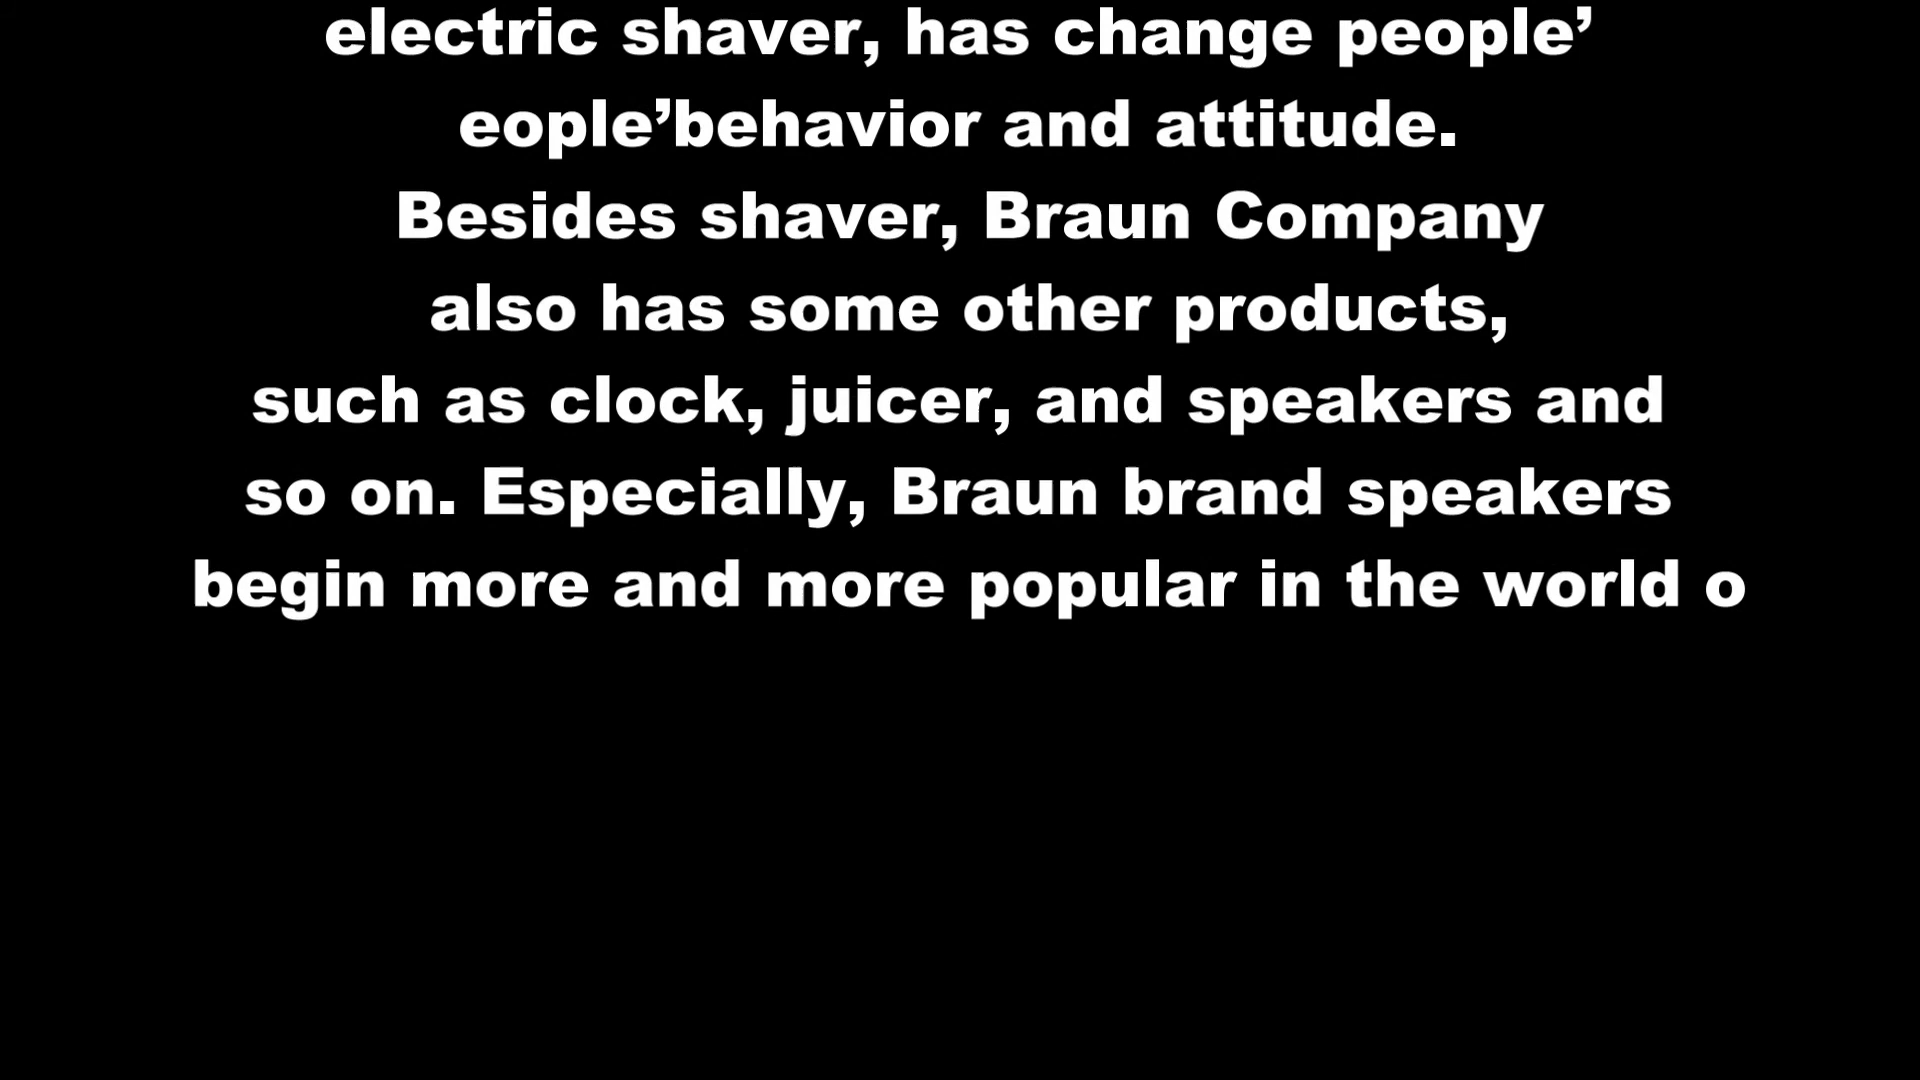 electric shaver, has change people’
eople’behavior and attitude.
Besides shaver, Braun Company
also has some other products,
such as clock, juicer, and speakers and
so on. Especially, Braun brand speakers
begin more and more popular in the world o